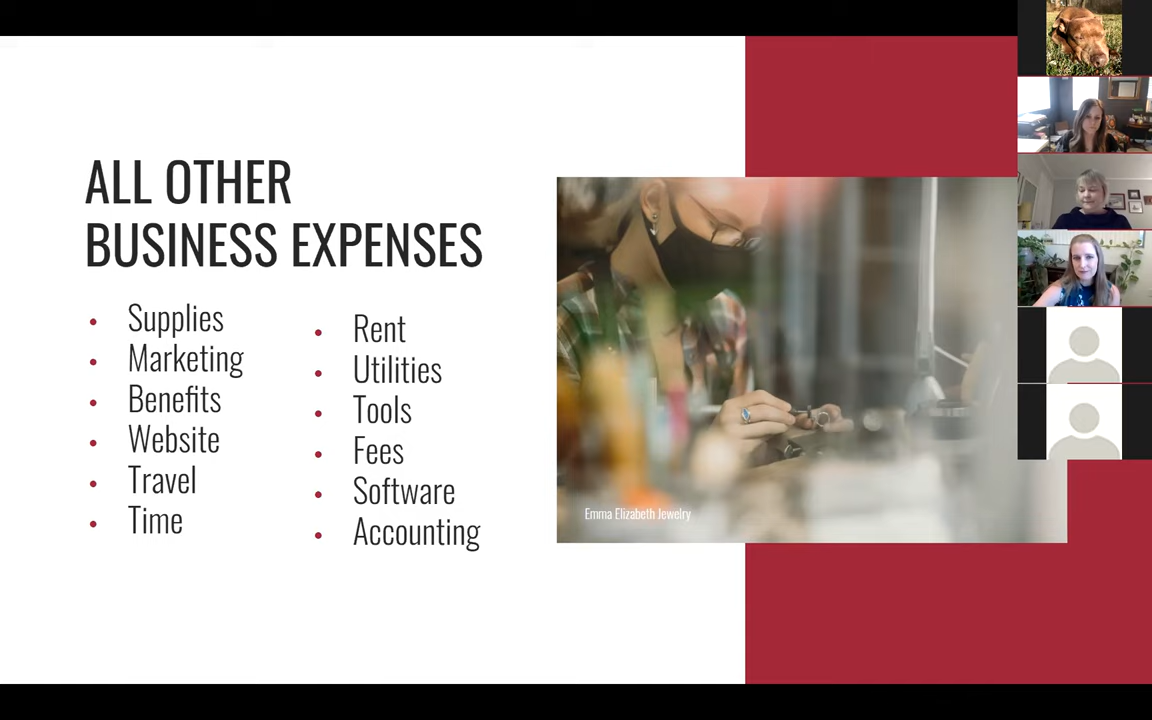 ALL OTHER
BUSINESS EXPENSES
Supplies
Marketing
Benefits
Website
Travel
Time
Rent
Utilities
Tools
Fees
Software
Accounting
Emma Elizabeth Jewelry